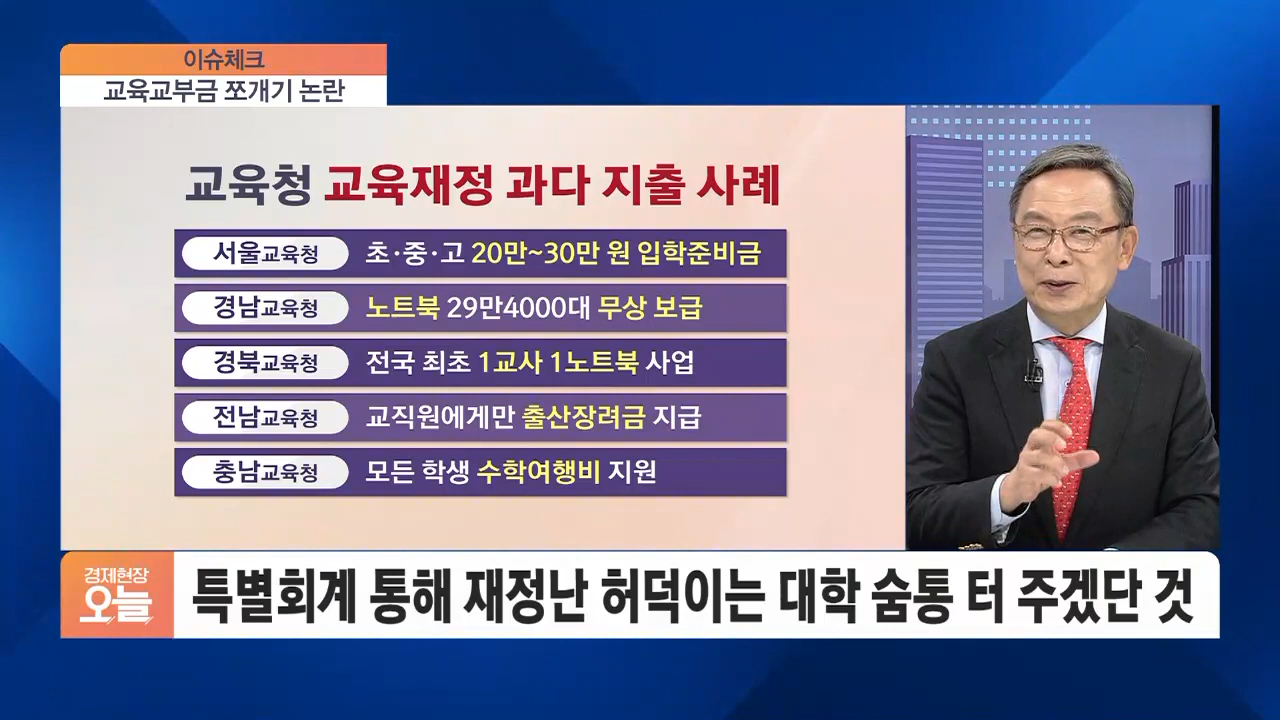 이슈체크
교육교부금 쪼개기 논란
교육청 교육재정 과다 지출 사례
서울교육청 초·중·고 20만~30만 원 입학준비금
경남교육청 노트북 29만4000대 무상 보급
경북교육청 전국 최초 1교사 1노트북 사업
전남교육청 교직원에게만 출산장려금 지급
충남교육청 모든 학생 수학여행비 지원
경제현장
오늘
특별회계 통해 재정난 허덕이는 대학 숨통 터 주겠단 것